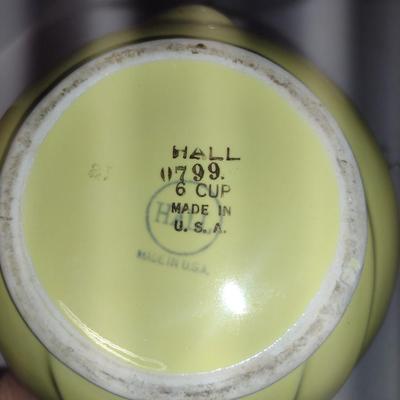 HALL
0799.
6 CUP
MADE IN
U. S. A.
HALL
MADE IN U.S.A.